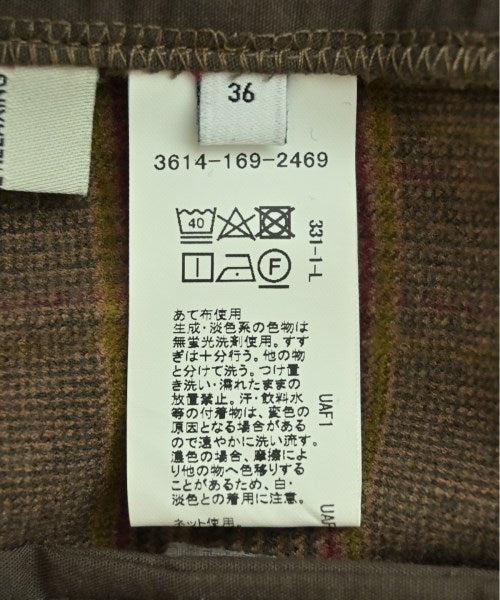 36
3614-169-2469
40
331-1-L
F
あて布使用
生成・淡色系の色物は
無蛍光洗剤使用。すす
ぎは十分行う。他の物
と分けて洗う。つけ置
き洗い・濡れたままの
放置禁止。汗・飲料水
等の付着物は、変色の
原因となる場合がある
ので速やかに洗い流す。
濃色の場合、摩擦によ
り他の物へ色移りする
ことがあるため、白・
淡色との着用に注意。
ネット使用。
UAF1
UAF